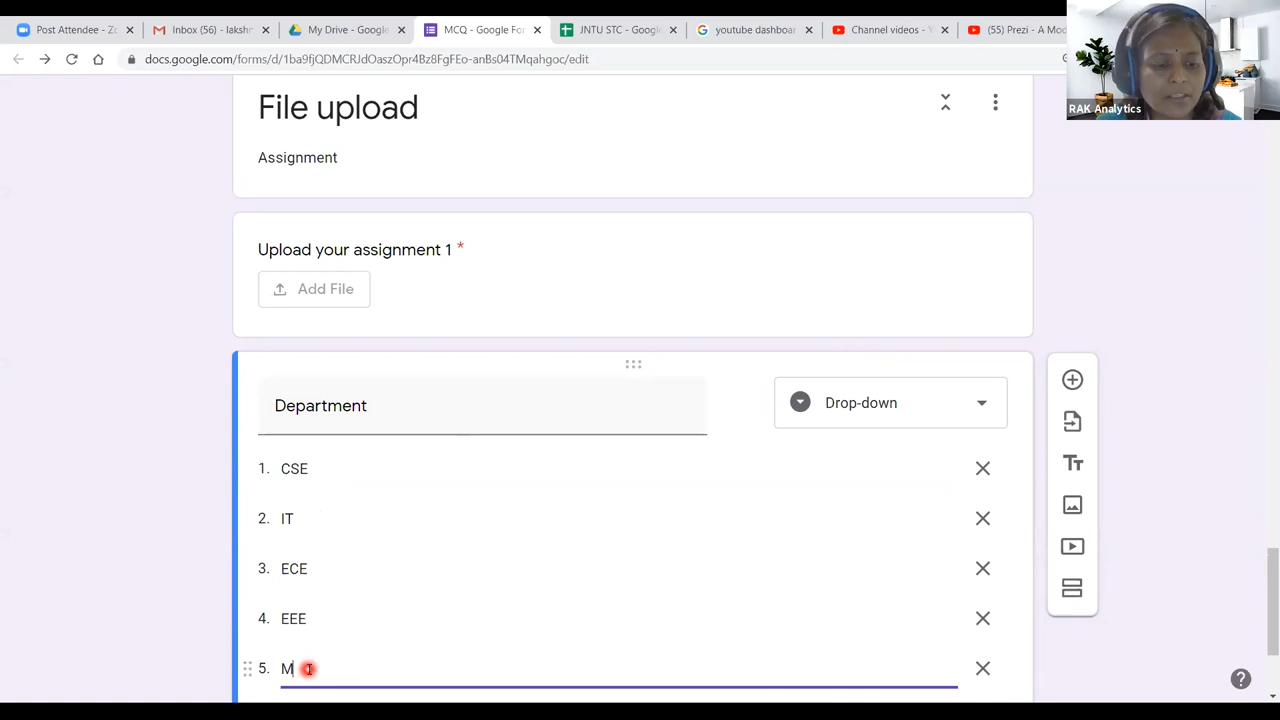 Post Attendee - Zo
Inbox (56) - lakshm
My Drive - Google
MCQ - Google For
JNTU STC - Googl
youtube dashboar
Channel videos - Y
(55) Prezi - A Mod
docs.google.com/forms/d/1ba9fjQDMCRJdOaszOpr4Bz8FgFEo-anBs04TMqahgoc/edit
RAK Analytics
File upload
Assignment
Upload your assignment 1 *
Add File
Department
Drop-down
1. CSE
2. IT
3. ECE
4. EEE
5. M